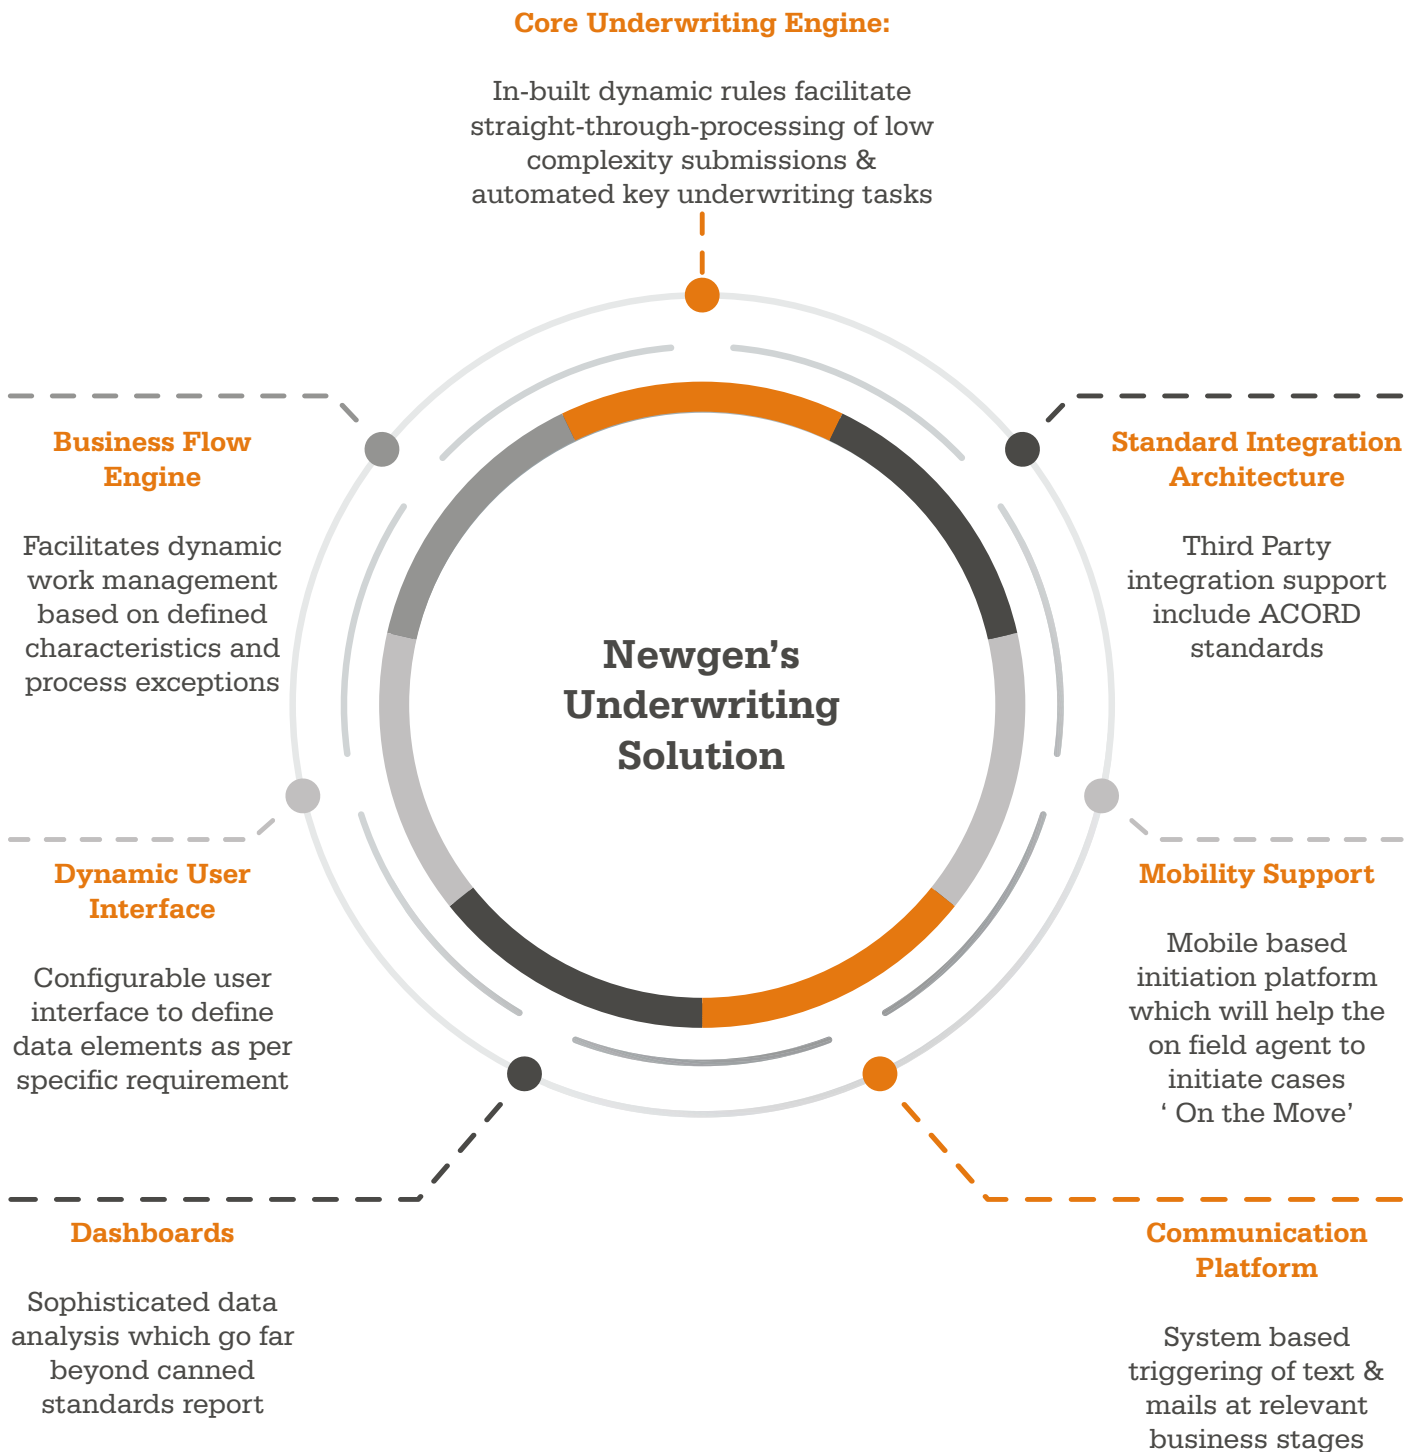 Core Underwriting Engine:
In-built dynamic rules facilitate
straight-through-processing of low
complexity submissions &
automated key underwriting tasks
Business Flow
Engine
Facilitates dynamic
work management
based on defined
characteristics and
process exceptions
Standard Integration
Architecture
Third Party
integration support
include ACORD
standards
Newgen’s
Underwriting
Solution
Dynamic User
Interface
Configurable user
interface to define
data elements as per
specific requirement
Mobility Support
Mobile based
initiation platform
which will help the
on field agent to
initiate cases
‘ On the Move’
Dashboards
Sophisticated data
analysis which go far
beyond canned
standards report
Communication
Platform
System based
triggering of text &
mails at relevant
business stages